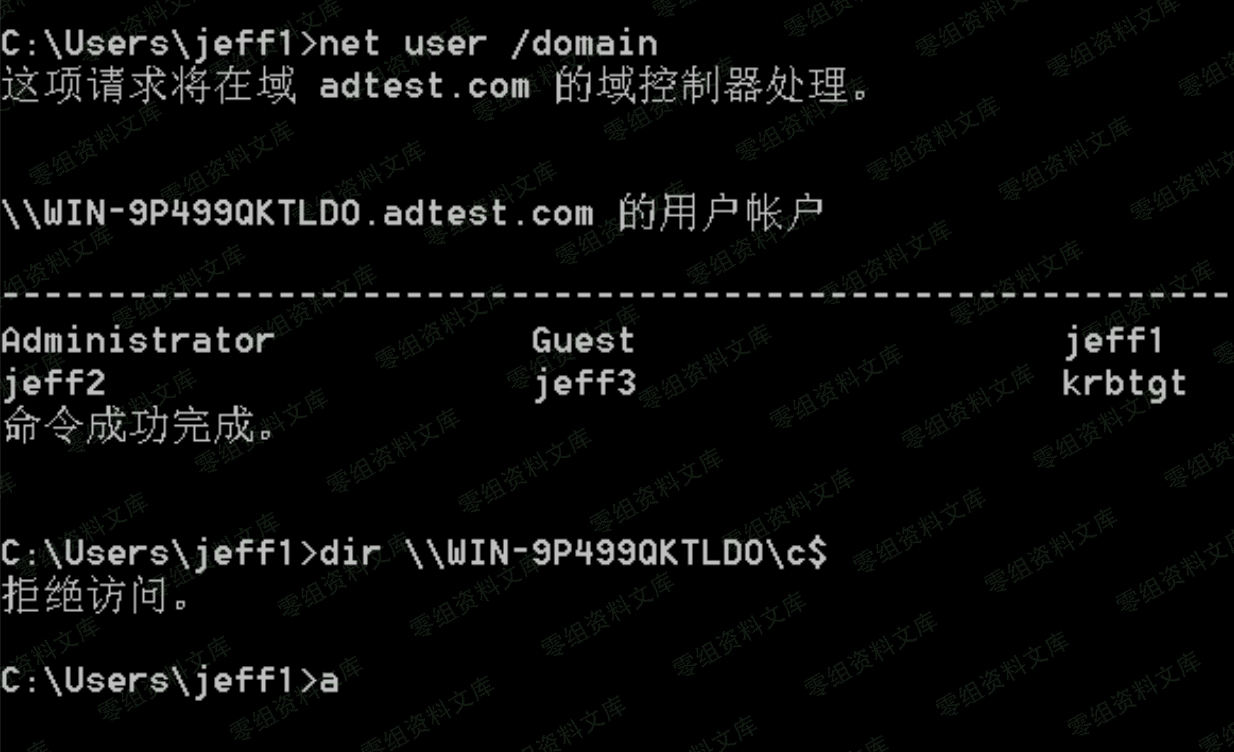 C:\Users\jeff1>net user /domain
这项请求将在域 adtest.com 的域控制器处理。
\\WIN-9P499QKTLDO.adtest.com 的用户帐户
-------------------------------------------------------------------------------
Administrator Guest jeff1
jeff2 jeff3 krbtgt
命令成功完成。
C:\Users\jeff1>dir \\WIN-9P499QKTLDO\c$
拒绝访问。
C:\Users\jeff1>a
零组资料文库